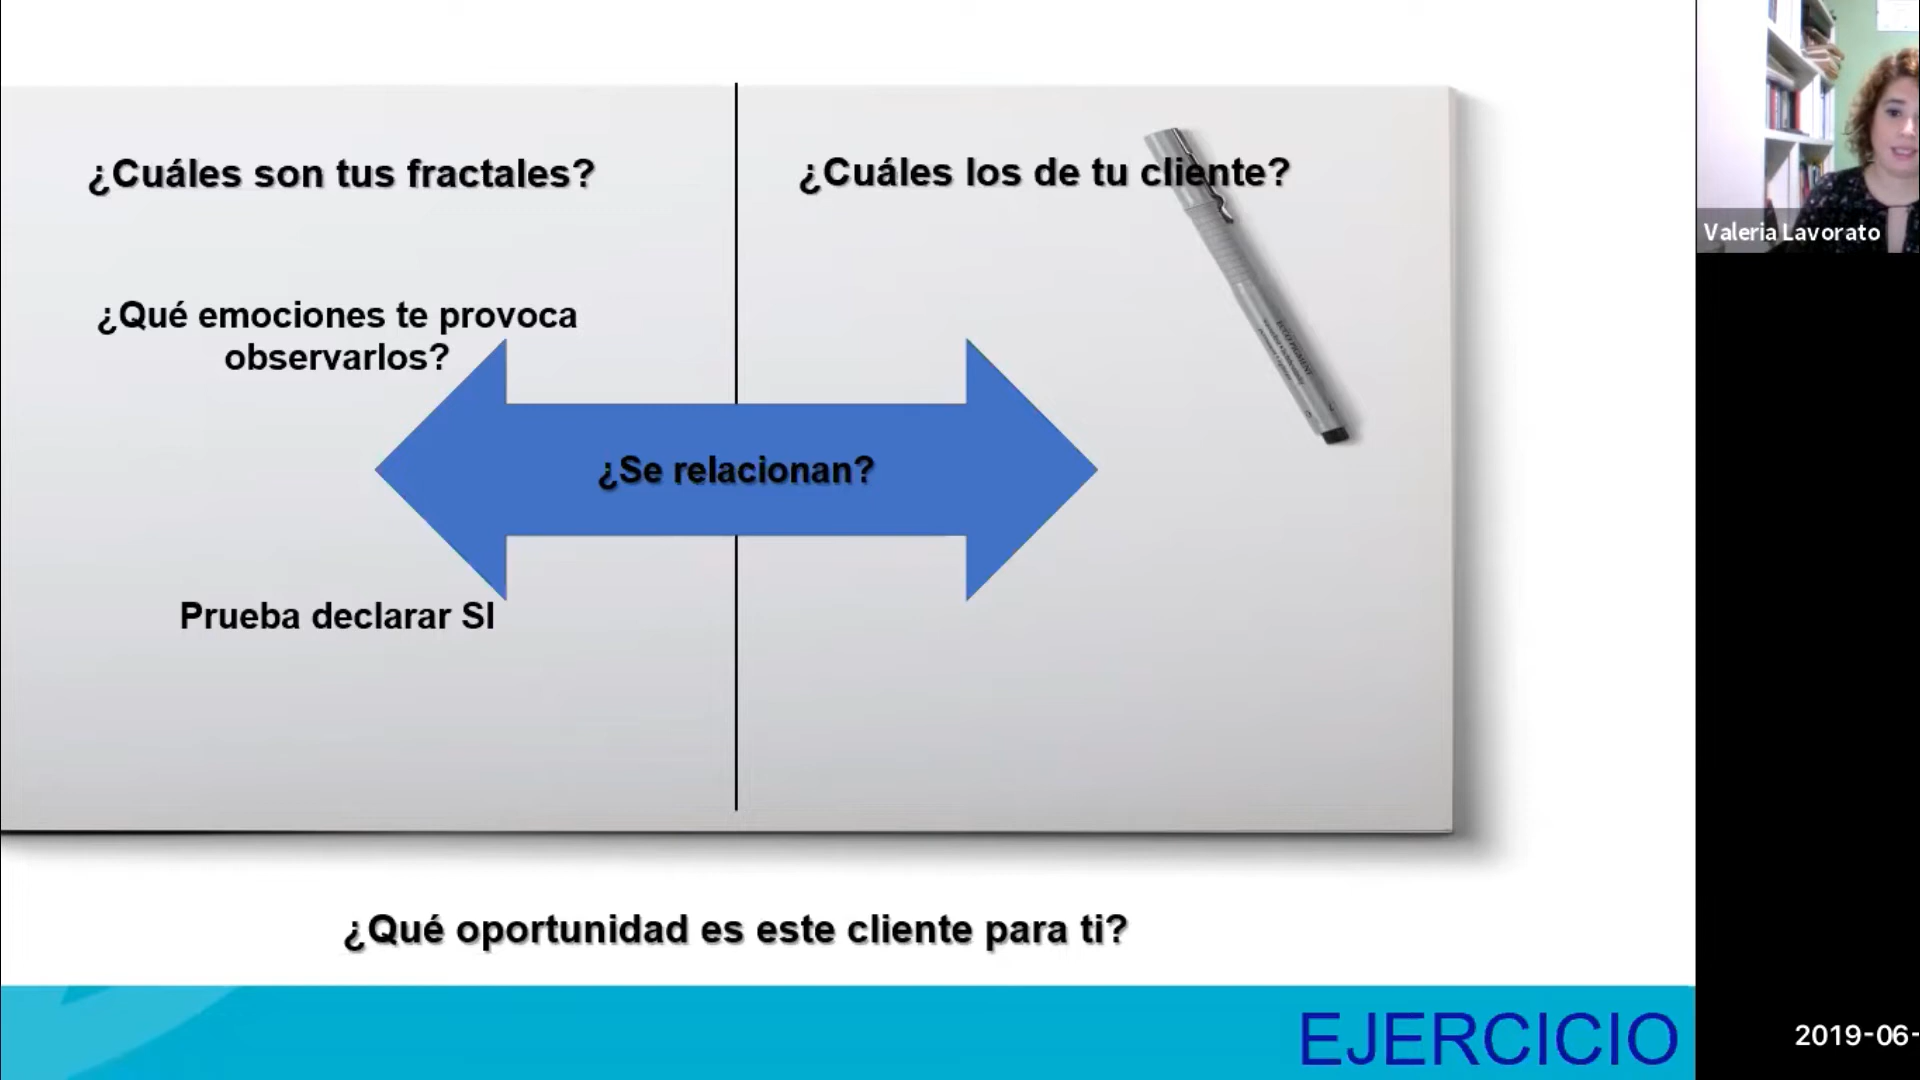 ¿Cuáles son tus fractales?
¿Cuáles los de tu cliente?
¿Qué emociones te provoca
observarlos?
¿Se relacionan?
Prueba declarar SI
¿Qué oportunidad es este cliente para ti?
EJERCICIO
Valeria Lavorato
2019-06-